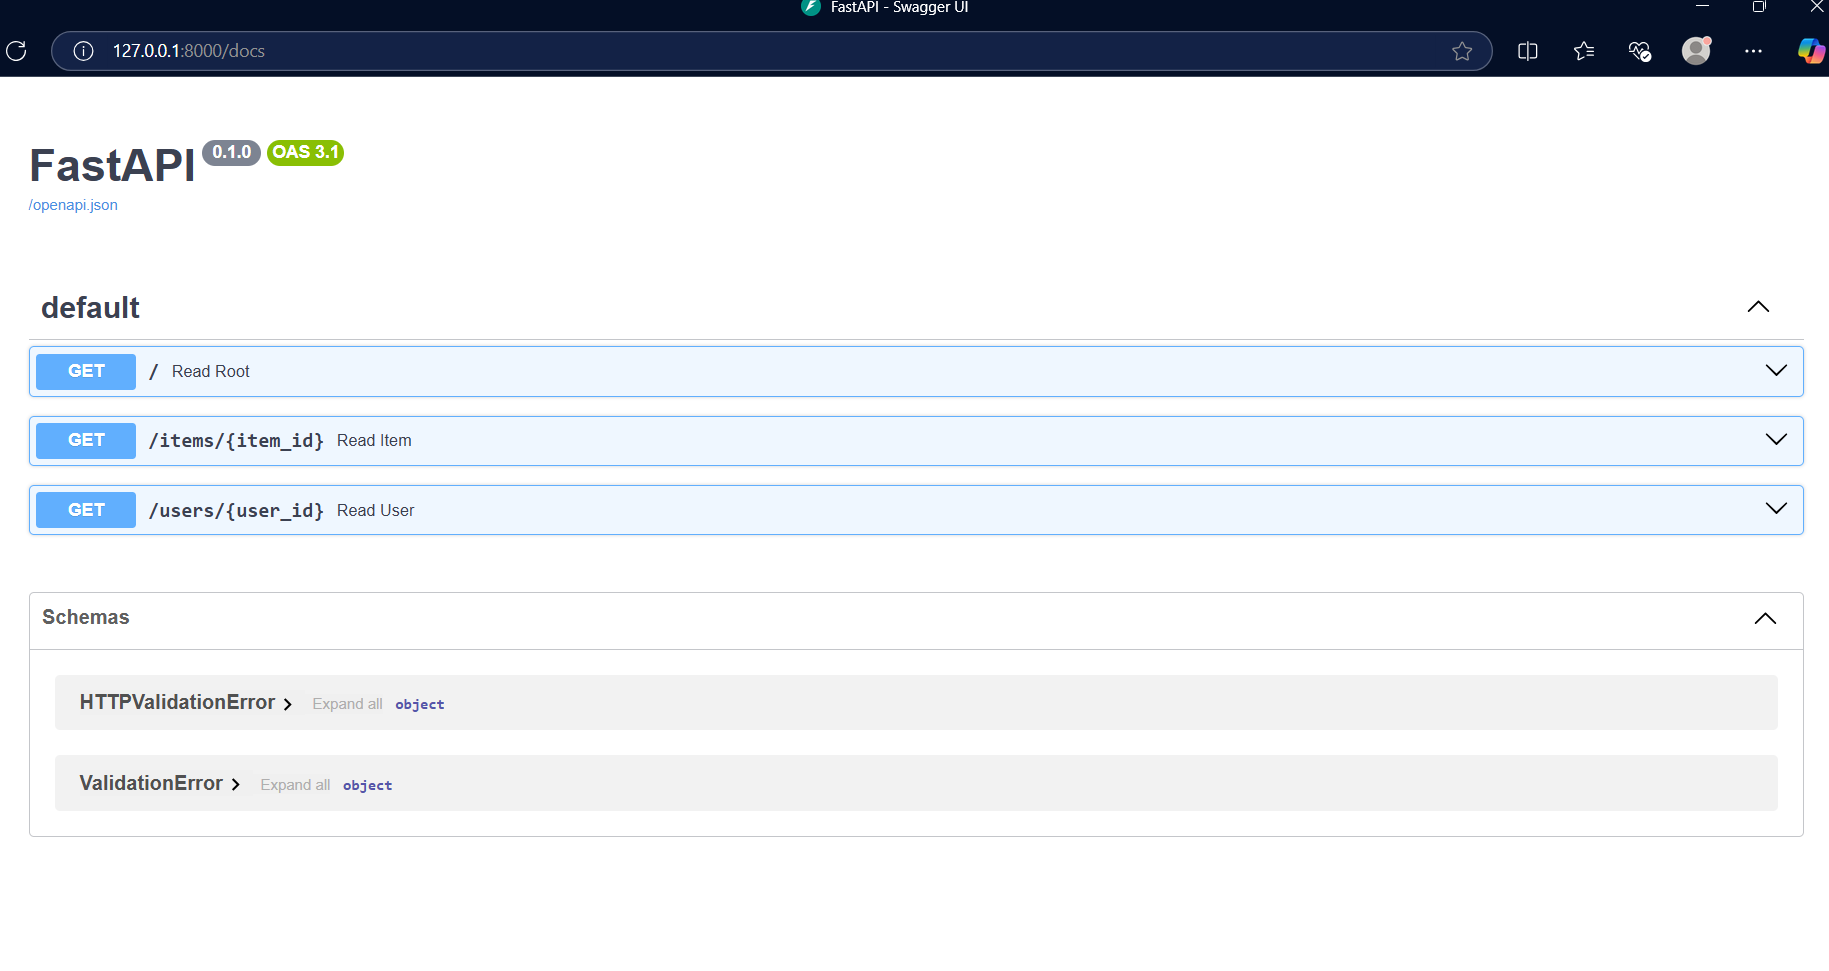 FastAPI - Swagger UI
127.0.0.1:8000/docs
FastAPI 0.1.0 OAS 3.1
/openapi.json
default
GET / Read Root
GET /items/{item_id} Read Item
GET /users/{user_id} Read User
Schemas
HTTPValidationError Expand all object
ValidationError Expand all object